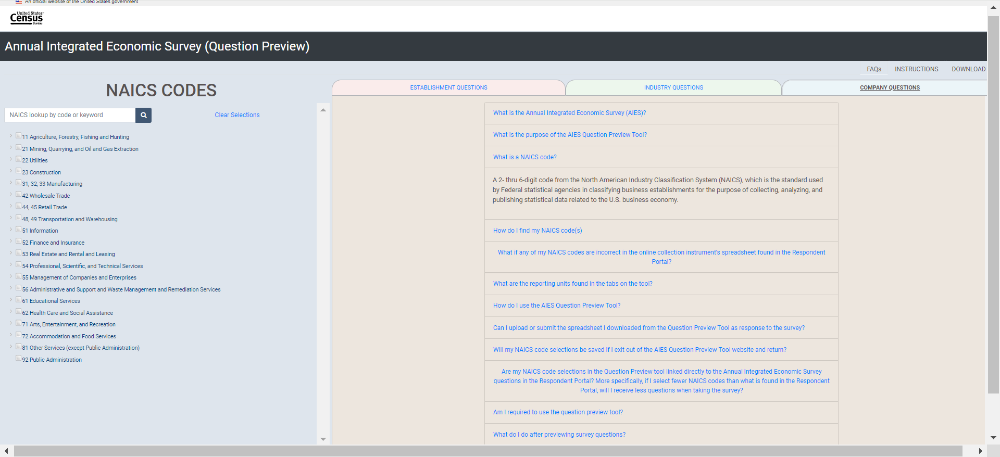 An official website of the United States government
United States®
Census
Bureau
Annual Integrated Economic Survey (Question Preview)
FAQs
INSTRUCTIONS
DOWNLOAD
NAICS CODES
NAICS lookup by code or keyword
Clear Selections
11 Agriculture, Forestry, Fishing and Hunting
21 Mining, Quarrying, and Oil and Gas Extraction
22 Utilities
23 Construction
31, 32, 33 Manufacturing
42 Wholesale Trade
44, 45 Retail Trade
48, 49 Transportation and Warehousing
51 Information
52 Finance and Insurance
53 Real Estate and Rental and Leasing
54 Professional, Scientific, and Technical Services
55 Management of Companies and Enterprises
56 Administrative and Support and Waste Management and Remediation Services
61 Educational Services
62 Health Care and Social Assistance
71 Arts, Entertainment, and Recreation
72 Accommodation and Food Services
81 Other Services (except Public Administration)
92 Public Administration
ESTABLISHMENT QUESTIONS
INDUSTRY QUESTIONS
COMPANY QUESTIONS
What is the Annual Integrated Economic Survey (AIES)?
What is the purpose of the AIES Question Preview Tool?
What is a NAICS code?
A 2- thru 6-digit code from the North American Industry Classification System (NAICS), which is the standard used
by Federal statistical agencies in classifying business establishments for the purpose of collecting, analyzing, and
publishing statistical data related to the U.S. business economy.
How do I find my NAICS code(s)
What if any of my NAICS codes are incorrect in the online collection instrument's spreadsheet found in the Respondent
Portal?
What are the reporting units found in the tabs on the tool?
How do I use the AIES Question Preview Tool?
Can I upload or submit the spreadsheet I downloaded from the Question Preview Tool as response to the survey?
Will my NAICS code selections be saved if I exit out of the AIES Question Preview Tool website and return?
Are my NAICS code selections in the Question Preview tool linked directly to the Annual Integrated Economic Survey
questions in the Respondent Portal? More specifically, if I select fewer NAICS codes than what is found in the Respondent
Portal, will I receive less questions when taking the survey?
Am I required to use the question preview tool?
What do I do after previewing survey questions?